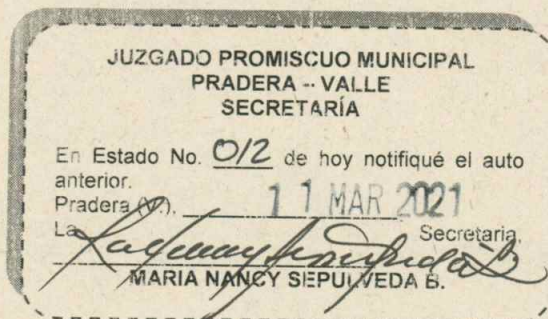 JUZGADO PROMISCUO MUNICIPAL
PRADERA -- VALLE
SECRETARÍA
En Estado No. 012 de hoy notifiqué el auto
anterior.
Pradera (V.), 11 MAR 2021
La Secretaria,
MARIA NANCY SEPULVEDA B.